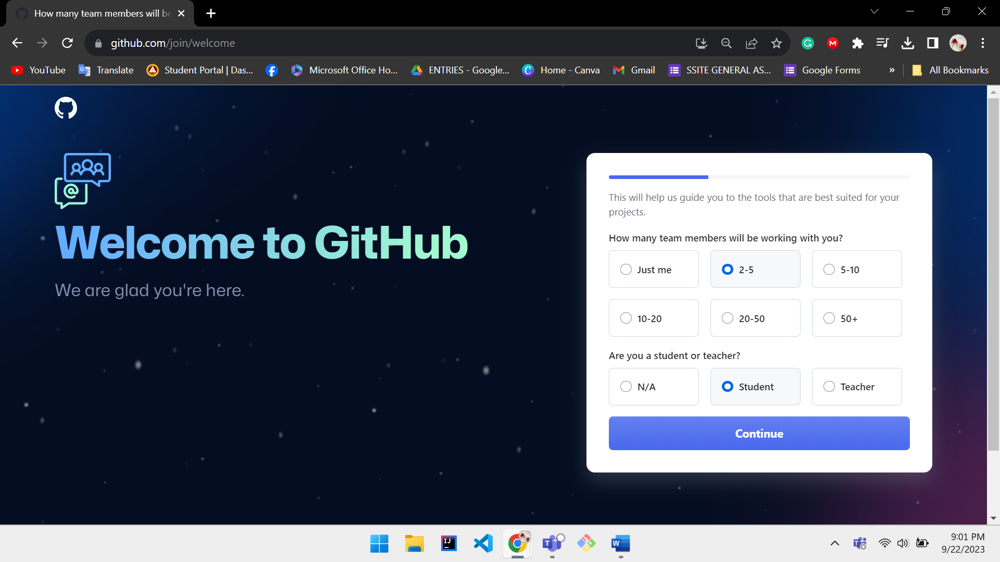 How many team members will be
github.com/join/welcome
YouTube
Translate
Student Portal | Das...
Microsoft Office Ho...
ENTRIES - Google...
Home - Canva
Gmail
SSITE GENERAL AS...
Google Forms
»
All Bookmarks
Welcome to GitHub
We are glad you're here.
This will help us guide you to the tools that are best suited for your
projects.
How many team members will be working with you?
Just me
2-5
5-10
10-20
20-50
50+
Are you a student or teacher?
N/A
Student
Teacher
Continue
9:01 PM
9/22/2023